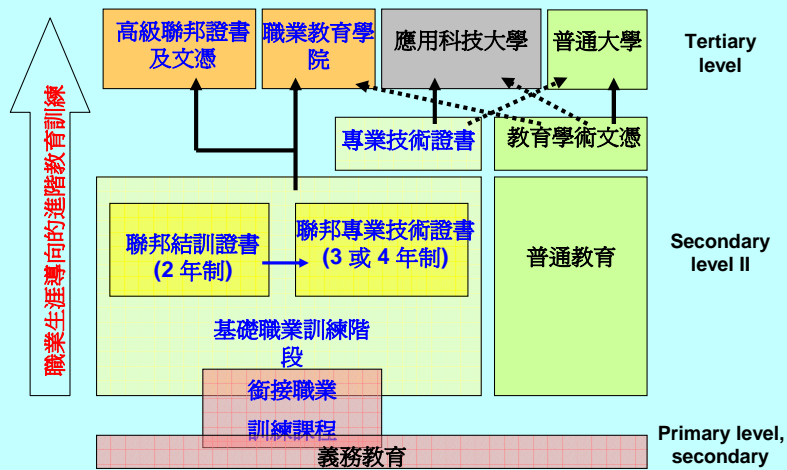 高級聯邦證書
及文憑
職業教育學
院
應用科技大學
普通大學
Tertiary
level
職業生涯導向的進階教育訓練
專業技術證書
教育學術文憑
聯邦結訓證書
(2 年制)
聯邦專業技術證書
(3 或 4 年制)
普通教育
Secondary
level II
基礎職業訓練階
段
銜接職業
訓練課程
義務教育
Primary level,
secondary